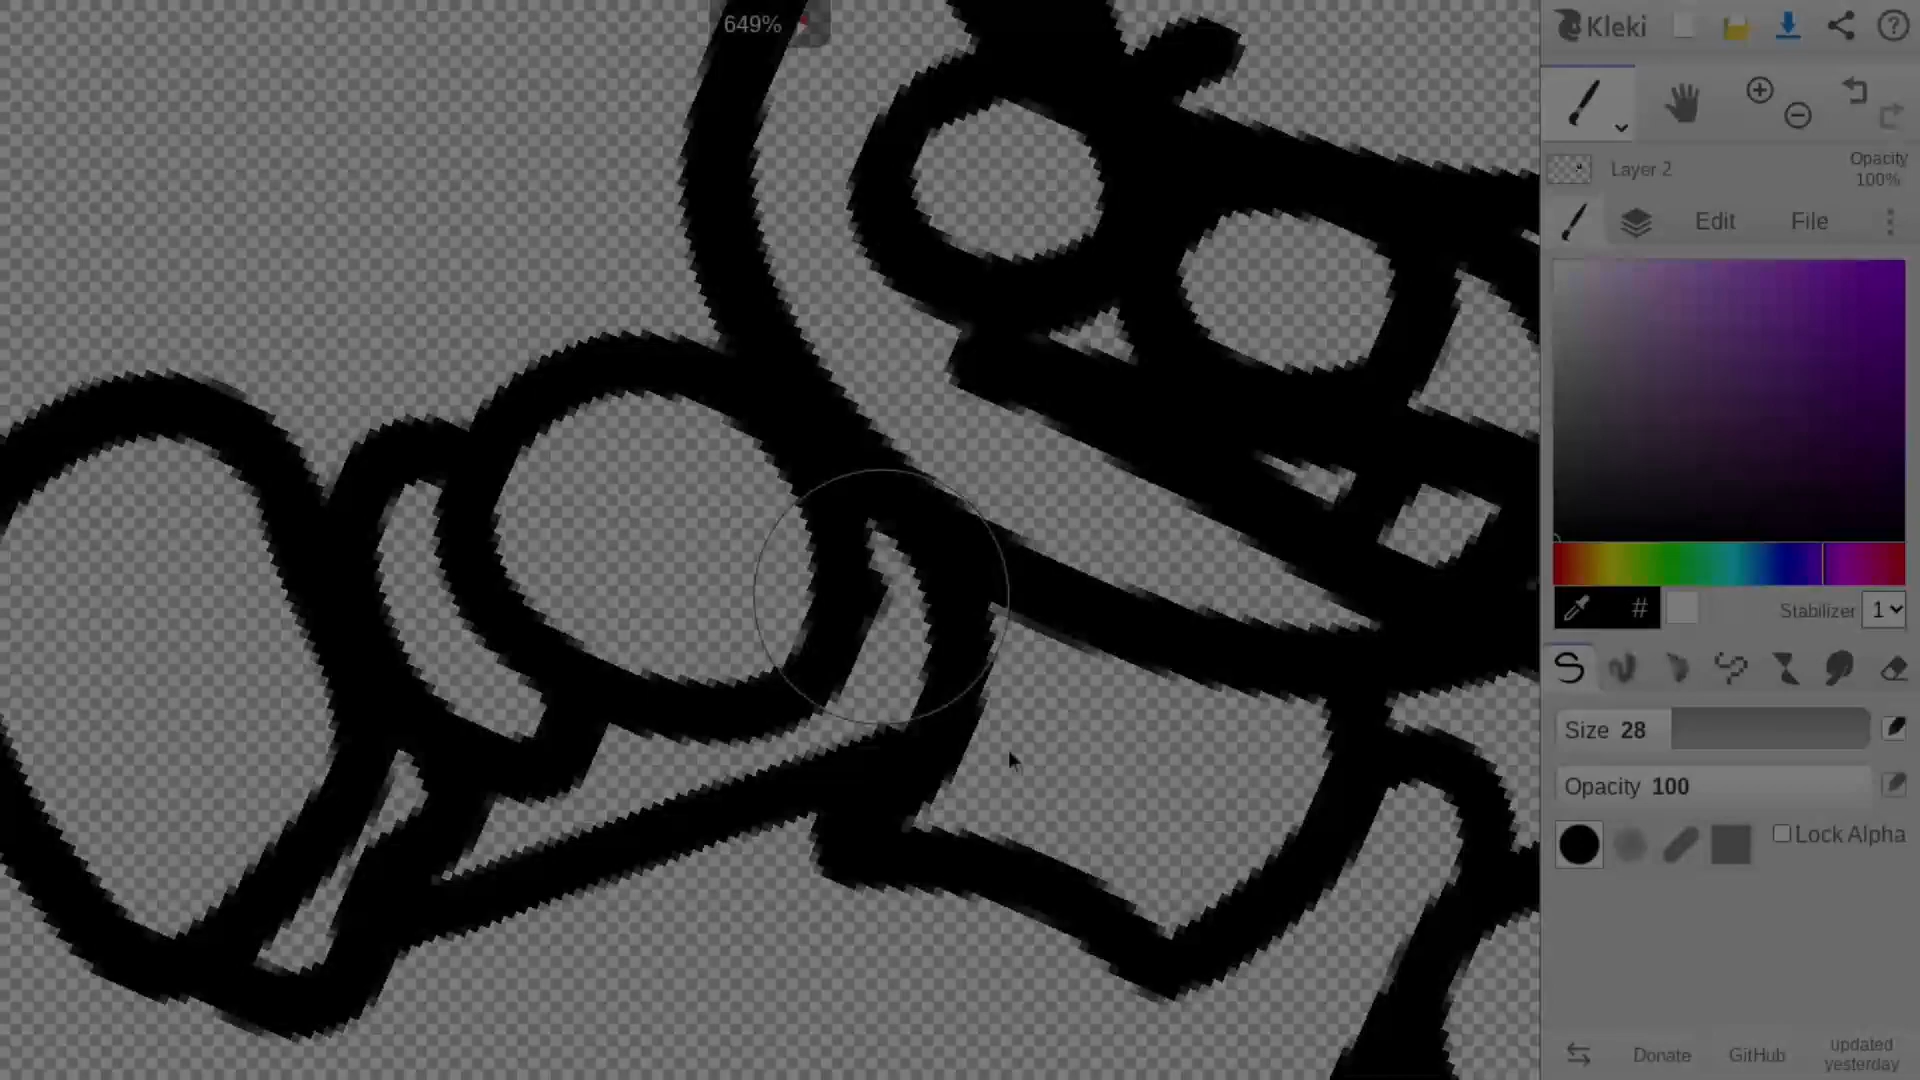 649%
Kleki
Layer 2
Opacity
100%
Edit
File
#
Stabilizer 1
Size 28
Opacity 100
Lock Alpha
Donate
GitHub
updated
yesterday